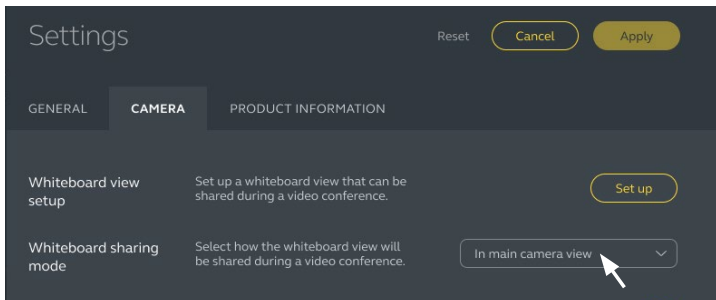 Settings
Reset
Cancel
Apply
GENERAL
CAMERA
PRODUCT INFORMATION
Whiteboard view
setup
Set up a whiteboard view that can be
shared during a video conference.
Set up
Whiteboard sharing
mode
Select how the whiteboard view will
be shared during a video conference.
In main camera view